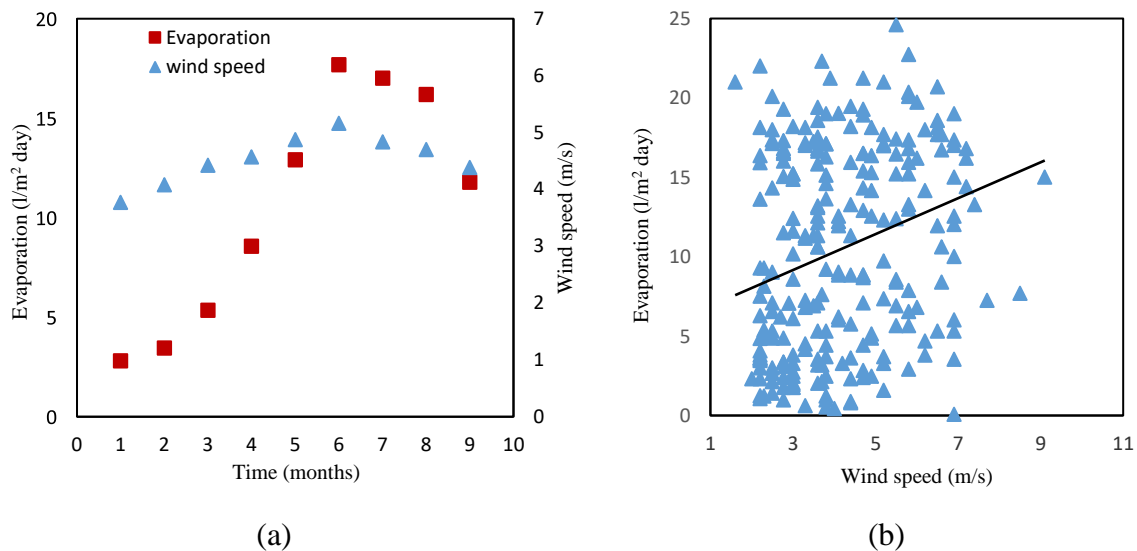 Evaporation
wind speed
20
15
10
5
0
Evaporation (l/m² day)
7
6
5
4
3
2
1
0
Wind speed (m/s)
0 1 2 3 4 5 6 7 8 9 10
Time (months)
(a)
25
20
15
10
5
0
Evaporation (l/m² day)
1 3 5 7 9 11
Wind speed (m/s)
(b)